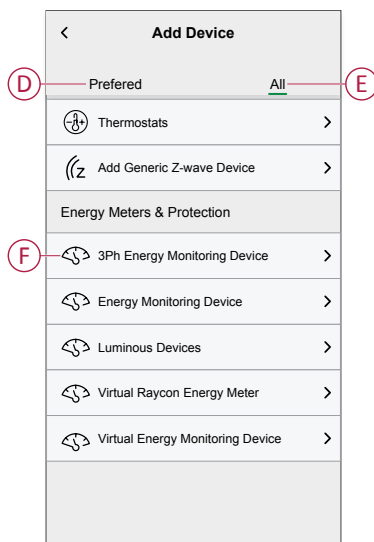 Add Device
D Prefered All E
Thermostats
Add Generic Z-wave Device
Energy Meters & Protection
F 3Ph Energy Monitoring Device
Energy Monitoring Device
Luminous Devices
Virtual Raycon Energy Meter
Virtual Energy Monitoring Device